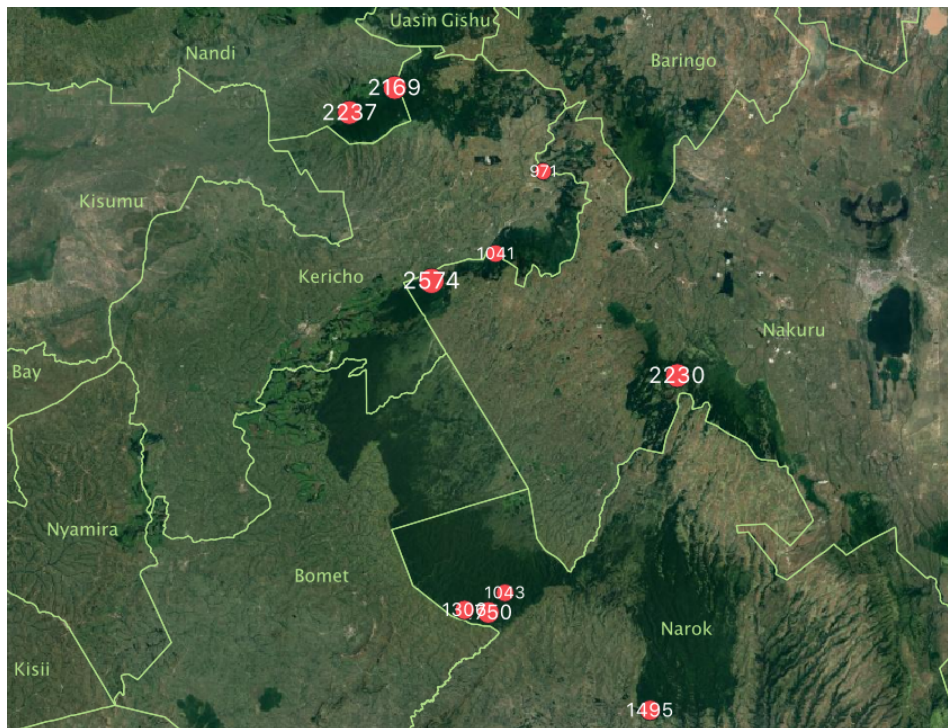 Uasin Gishu
Nandi
Baringo
2169
2237
971
Kisumu
1041
Kericho
2574
Nakuru
Bay
2230
Nyamira
Bomet
1043
750
Narok
Kisii
1495